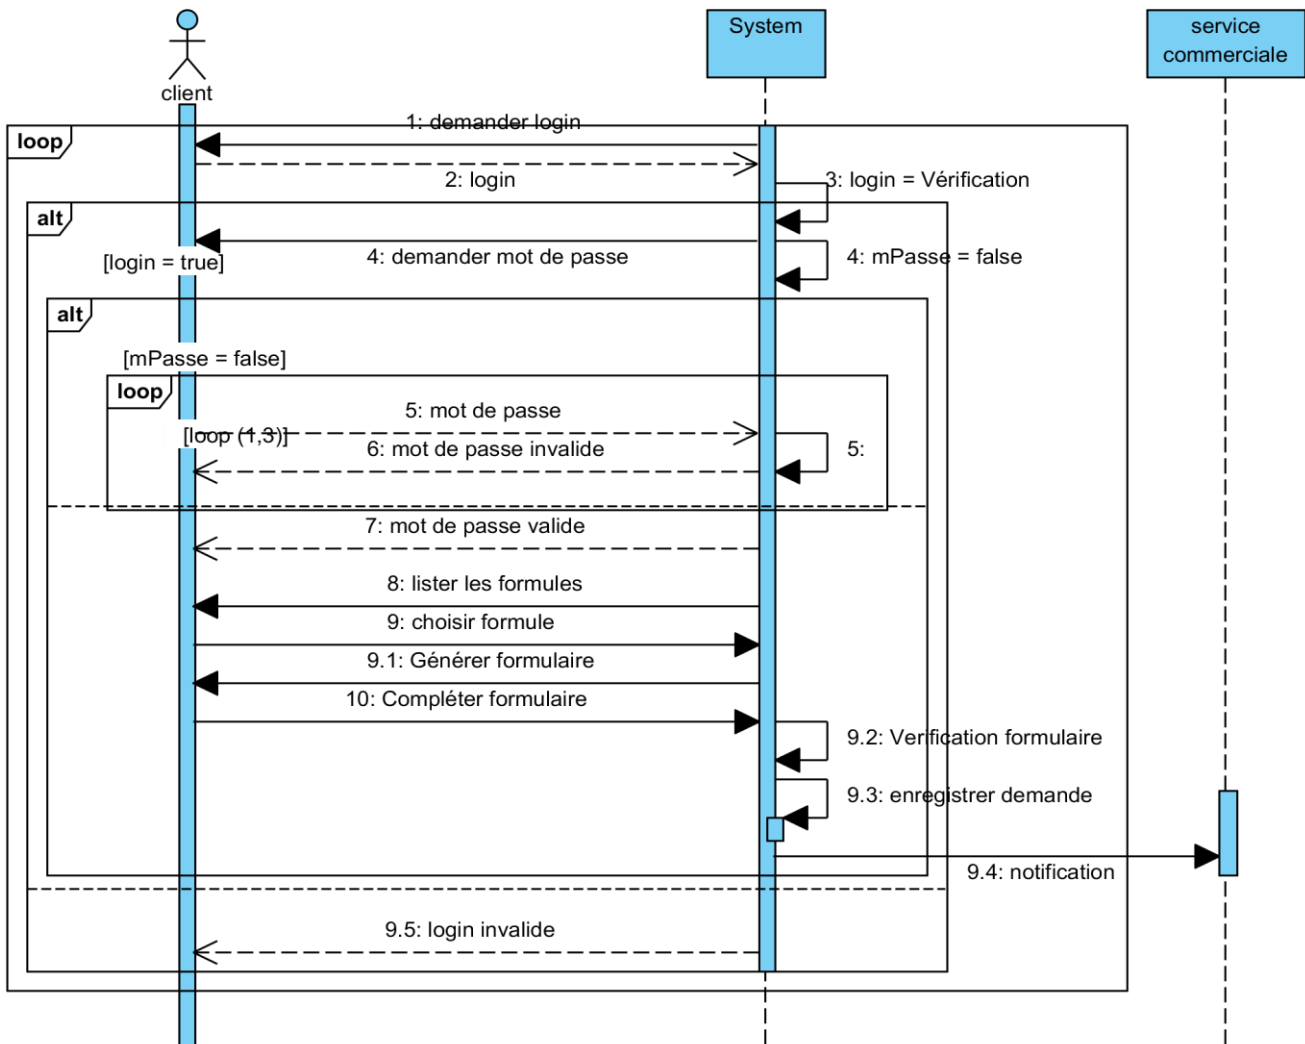 System
service
commerciale
client
loop
1: demander login
2: login
3: login = Vérification
alt
[login = true]
4: demander mot de passe
4: mPasse = false
alt
[mPasse = false]
loop
5: mot de passe
[loop (1,3)]
6: mot de passe invalide
5:
7: mot de passe valide
8: lister les formules
9: choisir formule
9.1: Générer formulaire
10: Compléter formulaire
9.2: Verification formulaire
9.3: enregistrer demande
9.4: notification
9.5: login invalide